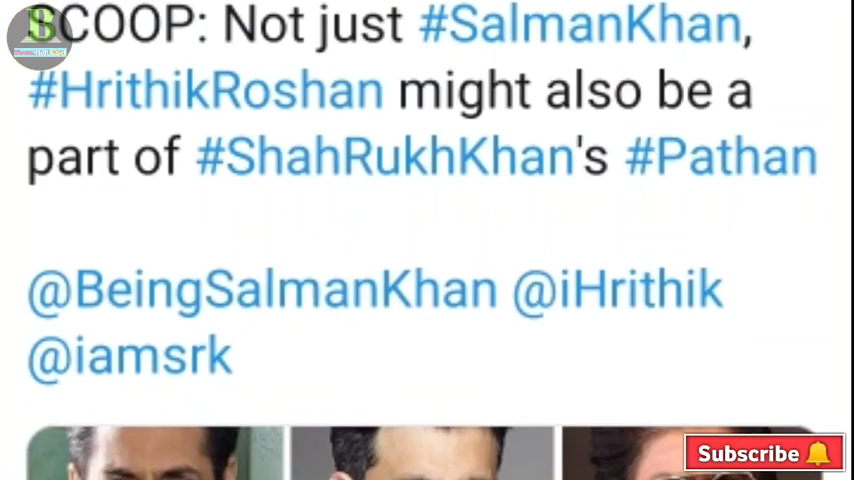 SCOOP: Not just #SalmanKhan,
#HrithikRoshan might also be a
part of #ShahRukhKhan's #Pathan
@BeingSalmanKhan @iHrithik
@iamsrk
Subscribe